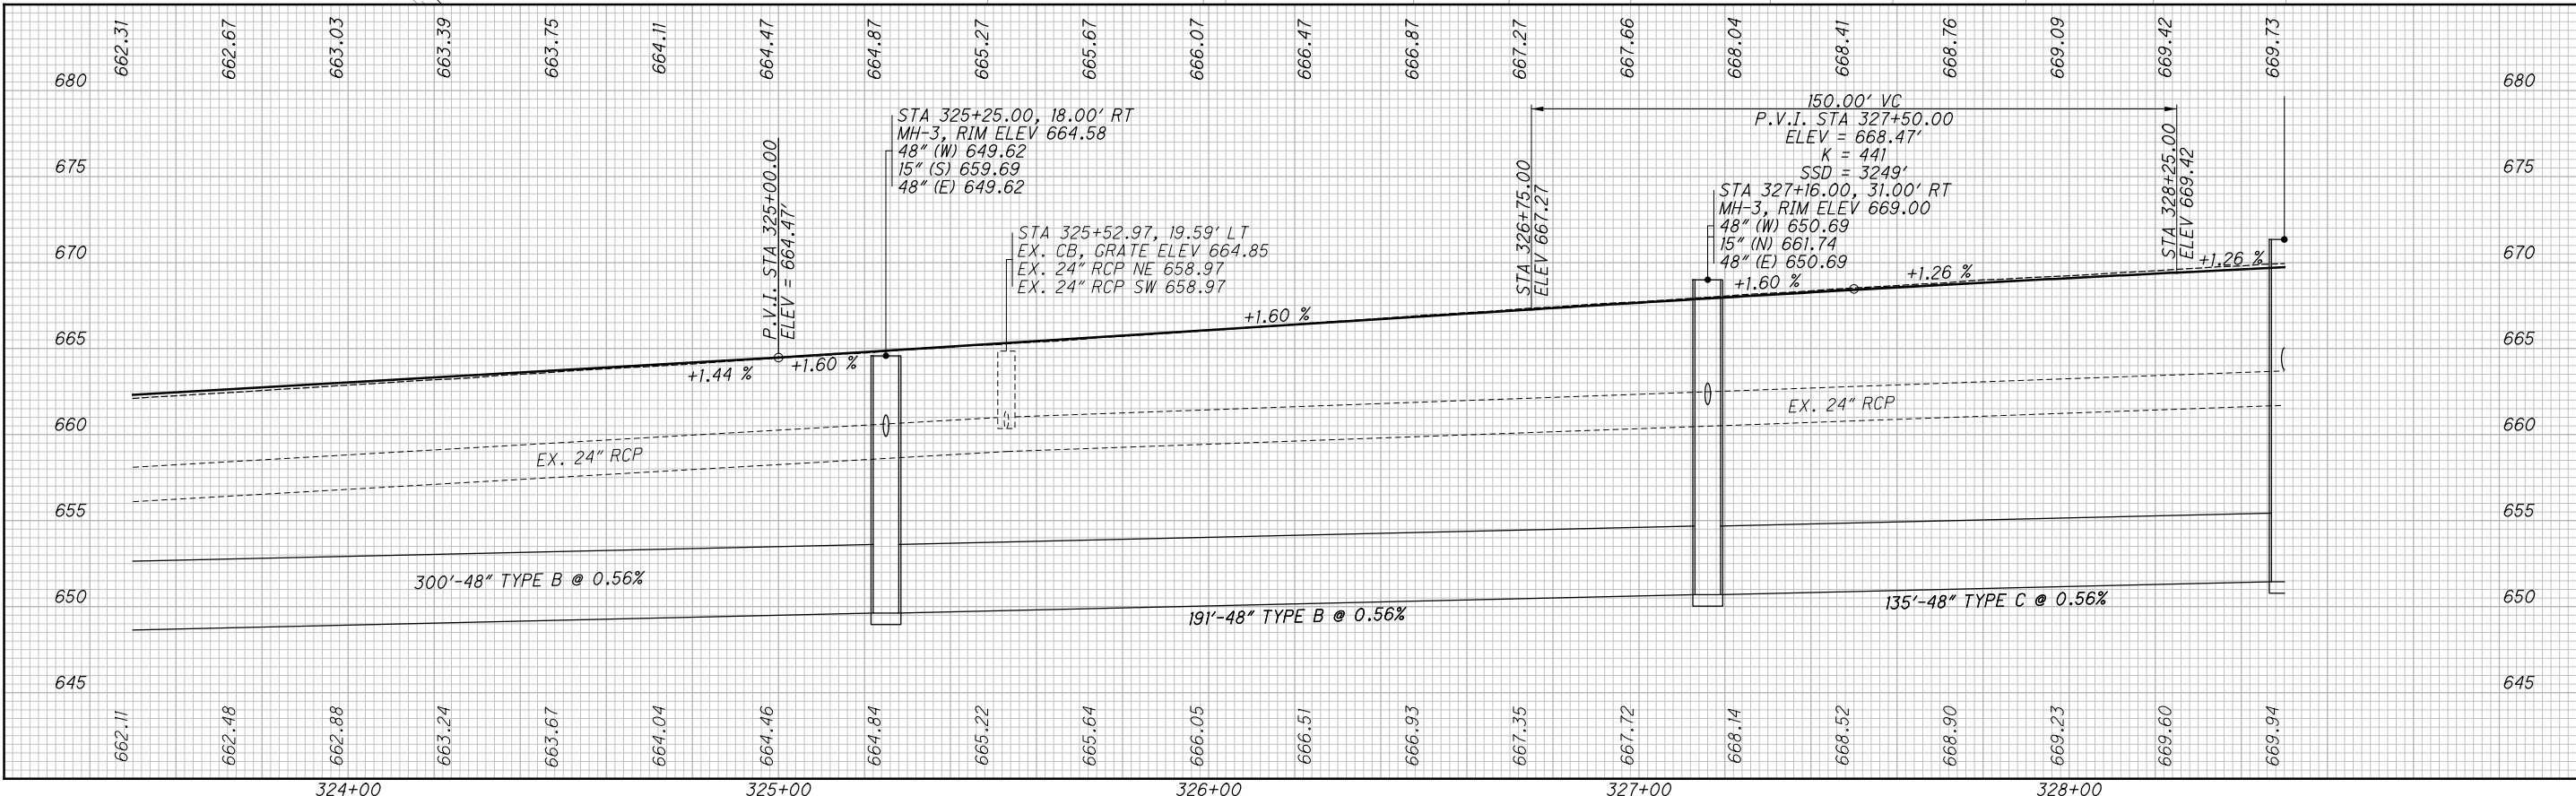 662.31 662.67 663.03 663.39 663.75 664.11 664.47 664.87 665.27 665.67 666.07 666.47 666.87 667.27 667.66 668.04 668.41 668.76 669.09 669.42 669.73
680 680
675 675
670 670
665 665
660 660
655 655
650 650
645 645
P.V.I. STA 325+00.00
ELEV = 664.47'
STA 325+25.00, 18.00' RT
MH-3, RIM ELEV 664.58
48" (W) 649.62
15" (S) 659.69
48" (E) 649.62
STA 325+52.97, 19.59' LT
EX. CB, GRATE ELEV 664.85
EX. 24" RCP NE 658.97
EX. 24" RCP SW 658.97
STA 326+75.00
ELEV 667.27
150.00' VC
P.V.I. STA 327+50.00
ELEV = 668.47'
K = 441
SSD = 3249'
STA 327+16.00, 31.00' RT
MH-3, RIM ELEV 669.00
48" (W) 650.69
15" (N) 661.74
48" (E) 650.69
STA 328+25.00
ELEV 669.42
+1.44 %
+1.60 %
+1.60 %
+1.60 %
+1.26 %
+1.26 %
EX. 24" RCP
EX. 24" RCP
300'-48" TYPE B @ 0.56%
191'-48" TYPE B @ 0.56%
135'-48" TYPE C @ 0.56%
662.11 662.48 662.88 663.24 663.67 664.04 664.46 664.84 665.22 665.64 666.05 666.51 666.93 667.35 667.72 668.14 668.52 668.90 669.23 669.60 669.94
324+00 325+00 326+00 327+00 328+00